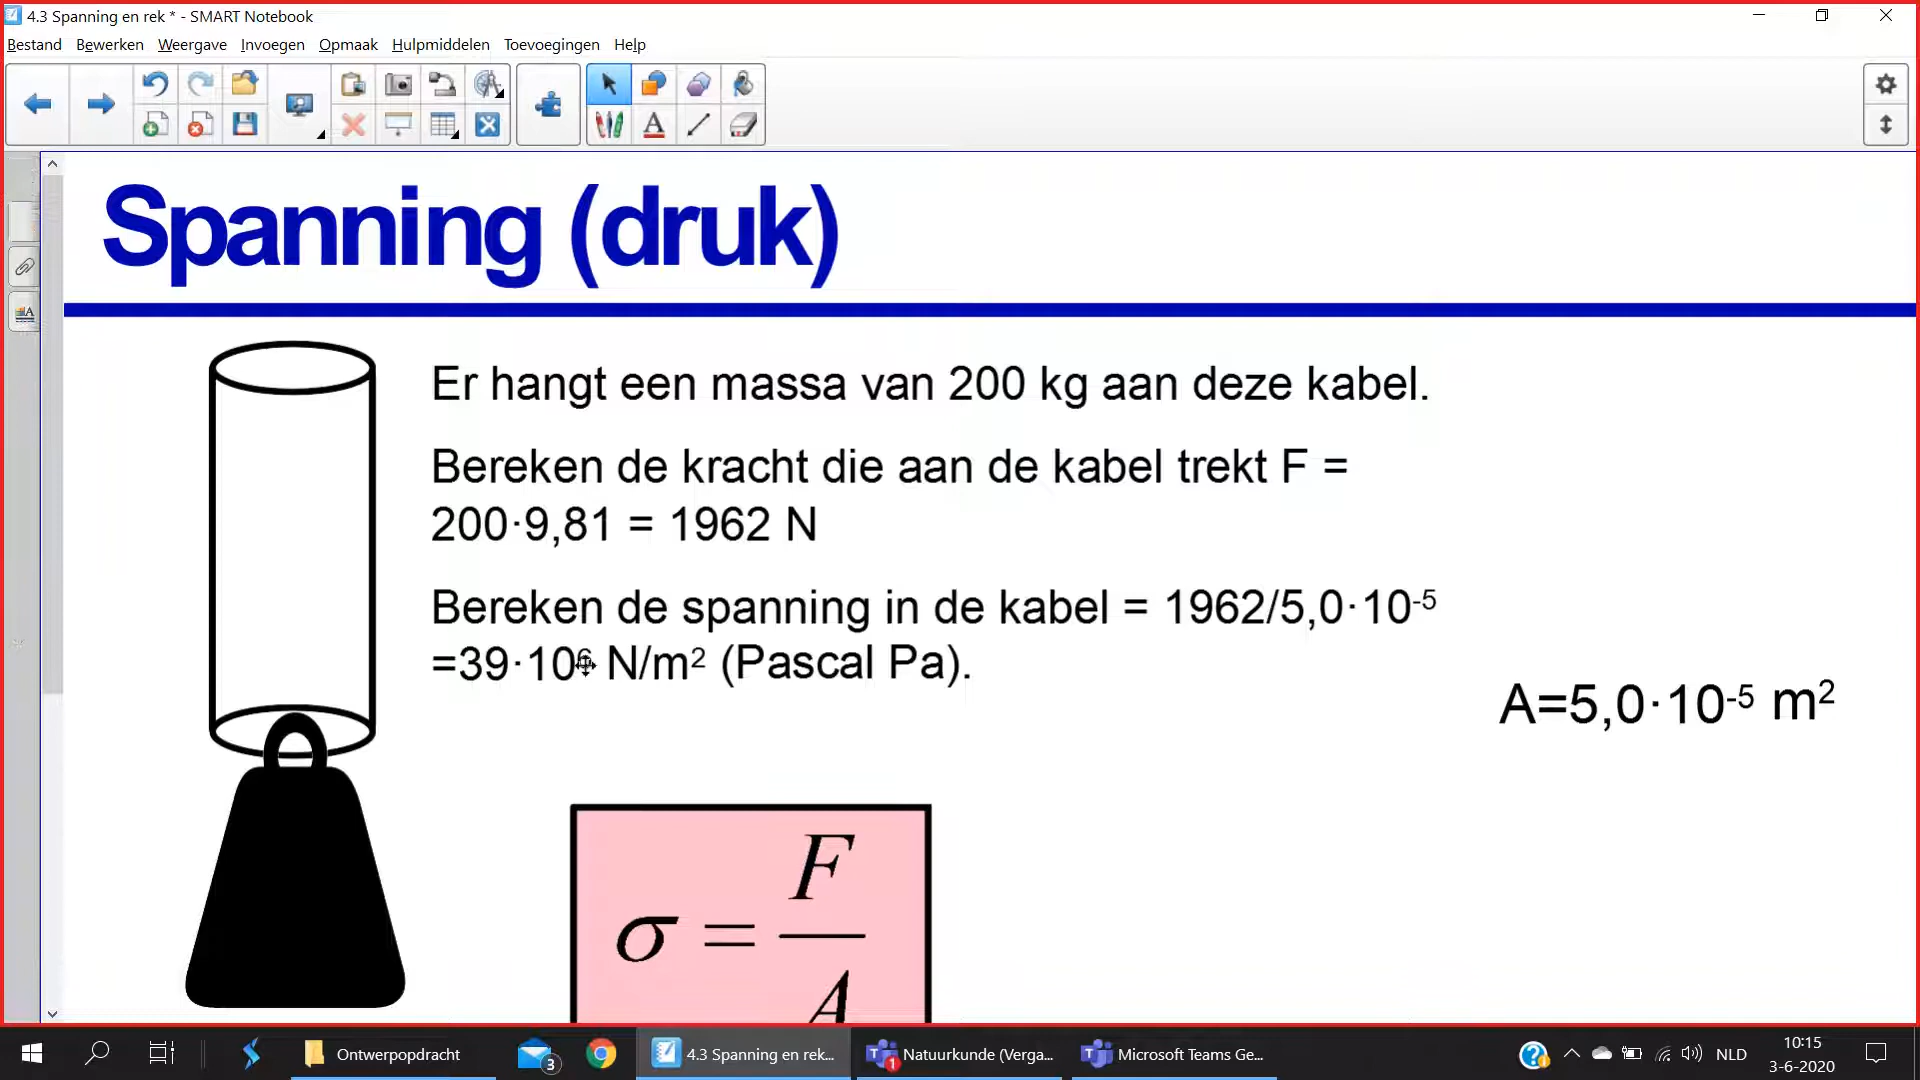 4.3 Spanning en rek * - SMART Notebook
Bestand Bewerken Weergave Invoegen Opmaak Hulpmiddelen Toevoegingen Help
Spanning (druk)
Er hangt een massa van 200 kg aan deze kabel.
Bereken de kracht die aan de kabel trekt F =
200·9,81 = 1962 N
Bereken de spanning in de kabel = 1962/5,0·10⁻⁵
=39·10⁶ N/m² (Pascal Pa).
A=5,0·10⁻⁵ m²
σ = F
A
Ontwerpopdracht
3
4.3 Spanning en rek...
1
Natuurkunde (Verga...
Microsoft Teams Ge...
NLD
10:15
3-6-2020